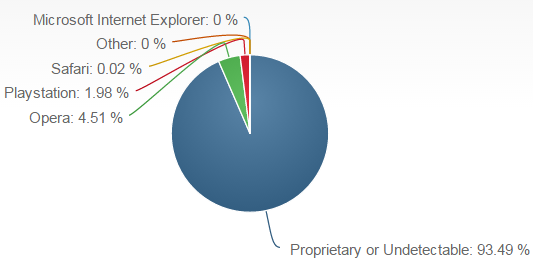 Microsoft Internet Explorer: 0 %
Other: 0 %
Safari: 0.02 %
Playstation: 1.98 %
Opera: 4.51 %
Proprietary or Undetectable: 93.49 %